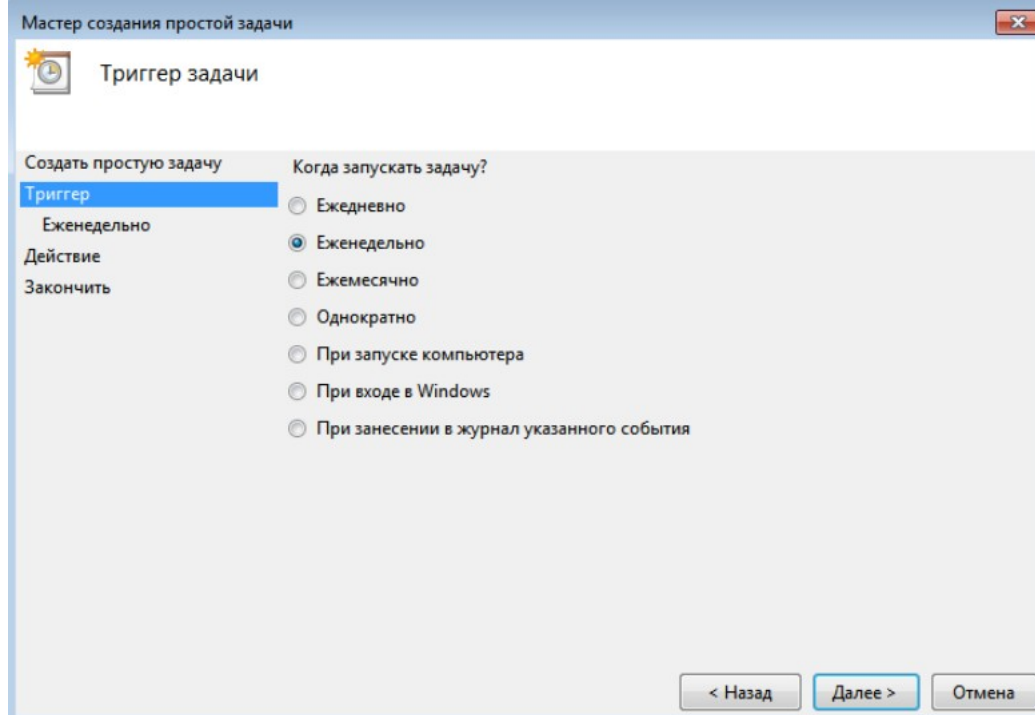 Мастер создания простой задачи
Триггер задачи
Создать простую задачу
Триггер
Еженедельно
Действие
Закончить
Когда запускать задачу?
Ежедневно
Еженедельно
Ежемесячно
Однократно
При запуске компьютера
При входе в Windows
При занесении в журнал указанного события
< Назад
Далее >
Отмена